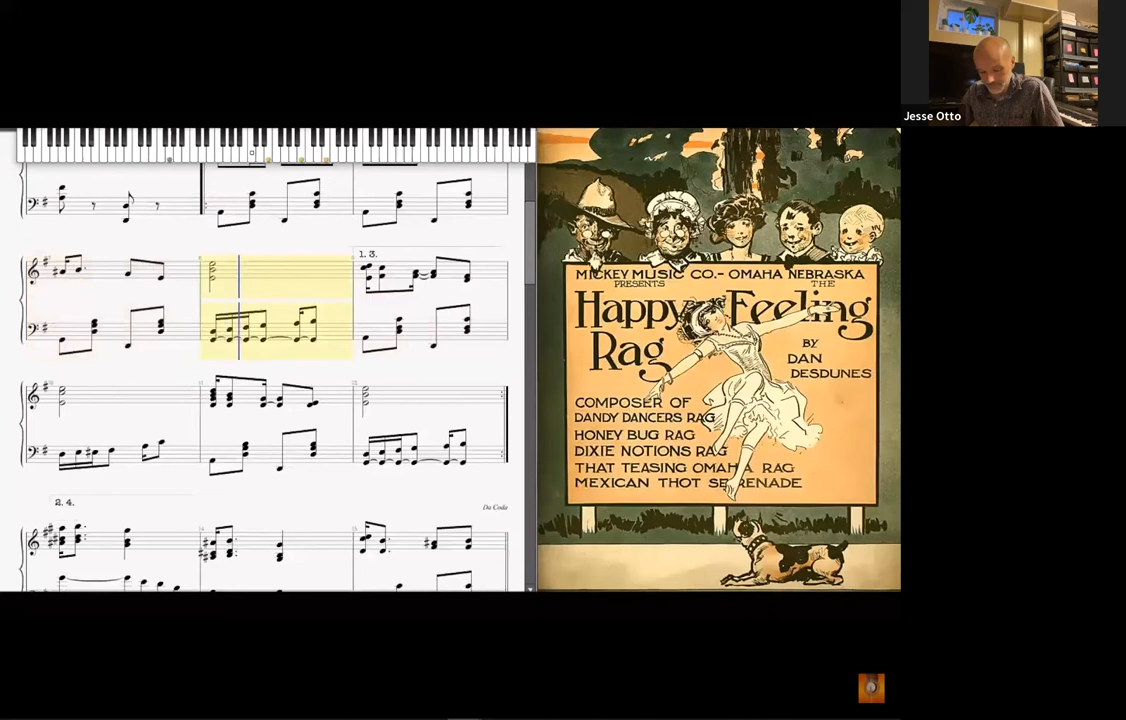 Jesse Otto
1. 3.
2. 4.
Da Coda
MICKEY MUSIC CO.- OMAHA NEBRASKA
PRESENTS THE
Happy Feeling
Rag
BY
DAN
DESDUNES
COMPOSER OF
DANDY DANCERS RAG
HONEY BUG RAG
DIXIE NOTIONS RAG
THAT TEASING OMAHA RAG
MEXICAN THOT SERENADE